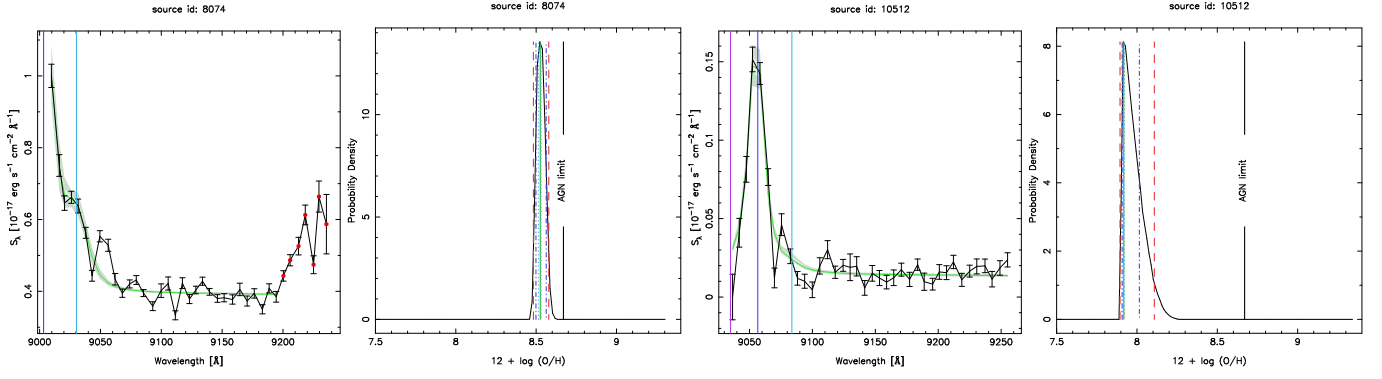 source id: 8074
S_λ [10^-17 erg s^-1 cm^-2 Å^-1]
1
0.8
0.6
0.4
9000 9050 9100 9150 9200
Wavelength [Å]
source id: 8074
Probability Density
10
5
0
AGN limit
7.5 8 8.5 9
12 + log (O/H)
source id: 10512
S_λ [10^-17 erg s^-1 cm^-2 Å^-1]
0.15
0.1
0.05
0
9050 9100 9150 9200 9250
Wavelength [Å]
source id: 10512
Probability Density
8
6
4
2
0
AGN limit
7.5 8 8.5 9
12 + log (O/H)